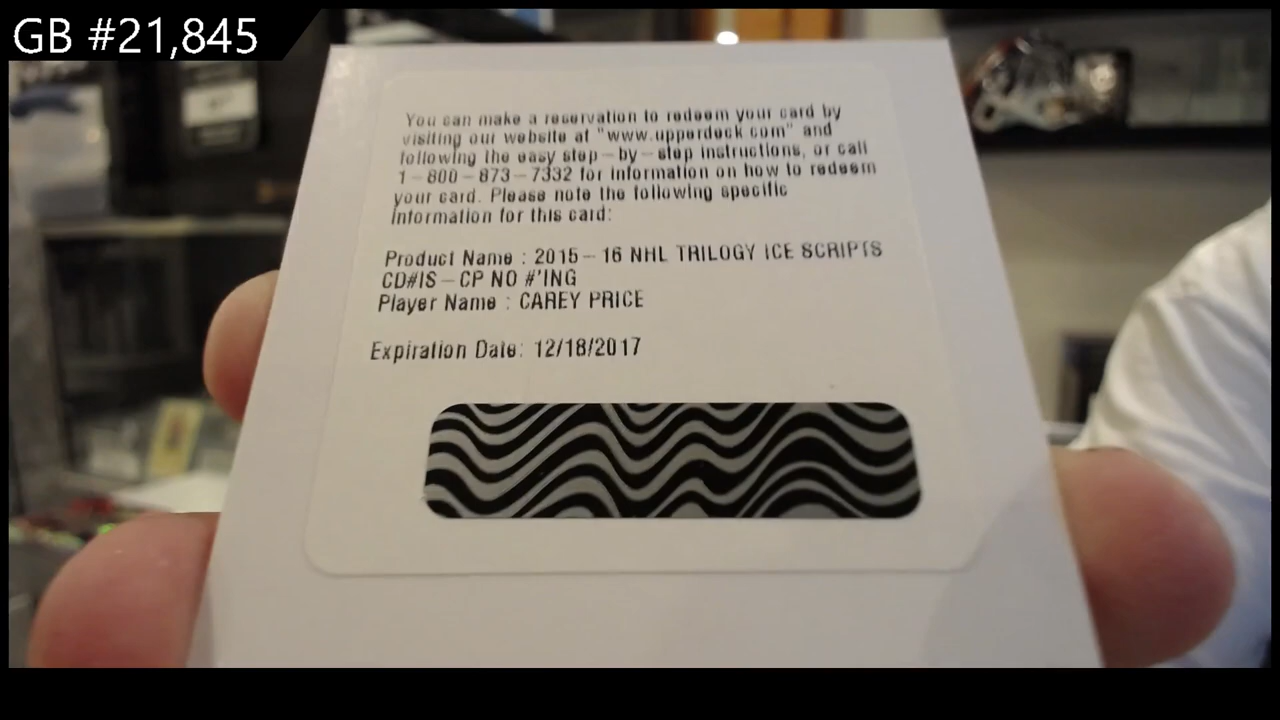 GB #21,845
You can make a reservation to redeem your card by
visiting our website at "www.upperdeck.com" and
following the easy step-by-step instructions, or call
1-800-873-7332 for information on how to redeem
your card. Please note the following specific
information for this card:
Product Name : 2015-16 NHL TRILOGY ICE SCRIPTS
CD#IS-CP NO #'ING
Player Name : CAREY PRICE
Expiration Date: 12/18/2017